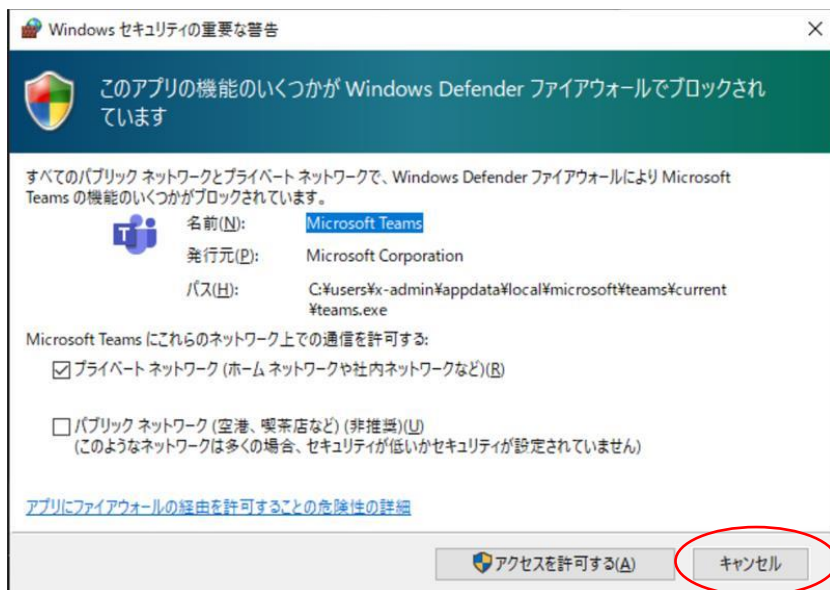 Windows セキュリティの重要な警告
このアプリの機能のいくつかが Windows Defender ファイアウォールでブロックされ
ています
すべてのパブリック ネットワークとプライベート ネットワークで、Windows Defender ファイアウォールにより Microsoft
Teams の機能のいくつかがブロックされています。
名前(N): Microsoft Teams
発行元(P): Microsoft Corporation
パス(H): C:¥users¥x-admin¥appdata¥local¥microsoft¥teams¥current
¥teams.exe
Microsoft Teams にこれらのネットワーク上での通信を許可する:
プライベート ネットワーク (ホーム ネットワークや社内ネットワークなど)(R)
パブリック ネットワーク (空港、喫茶店など) (非推奨)(U)
(このようなネットワークは多くの場合、セキュリティが低いかセキュリティが設定されていません)
アプリにファイアウォールの経由を許可することの危険性の詳細
アクセスを許可する(A) キャンセル